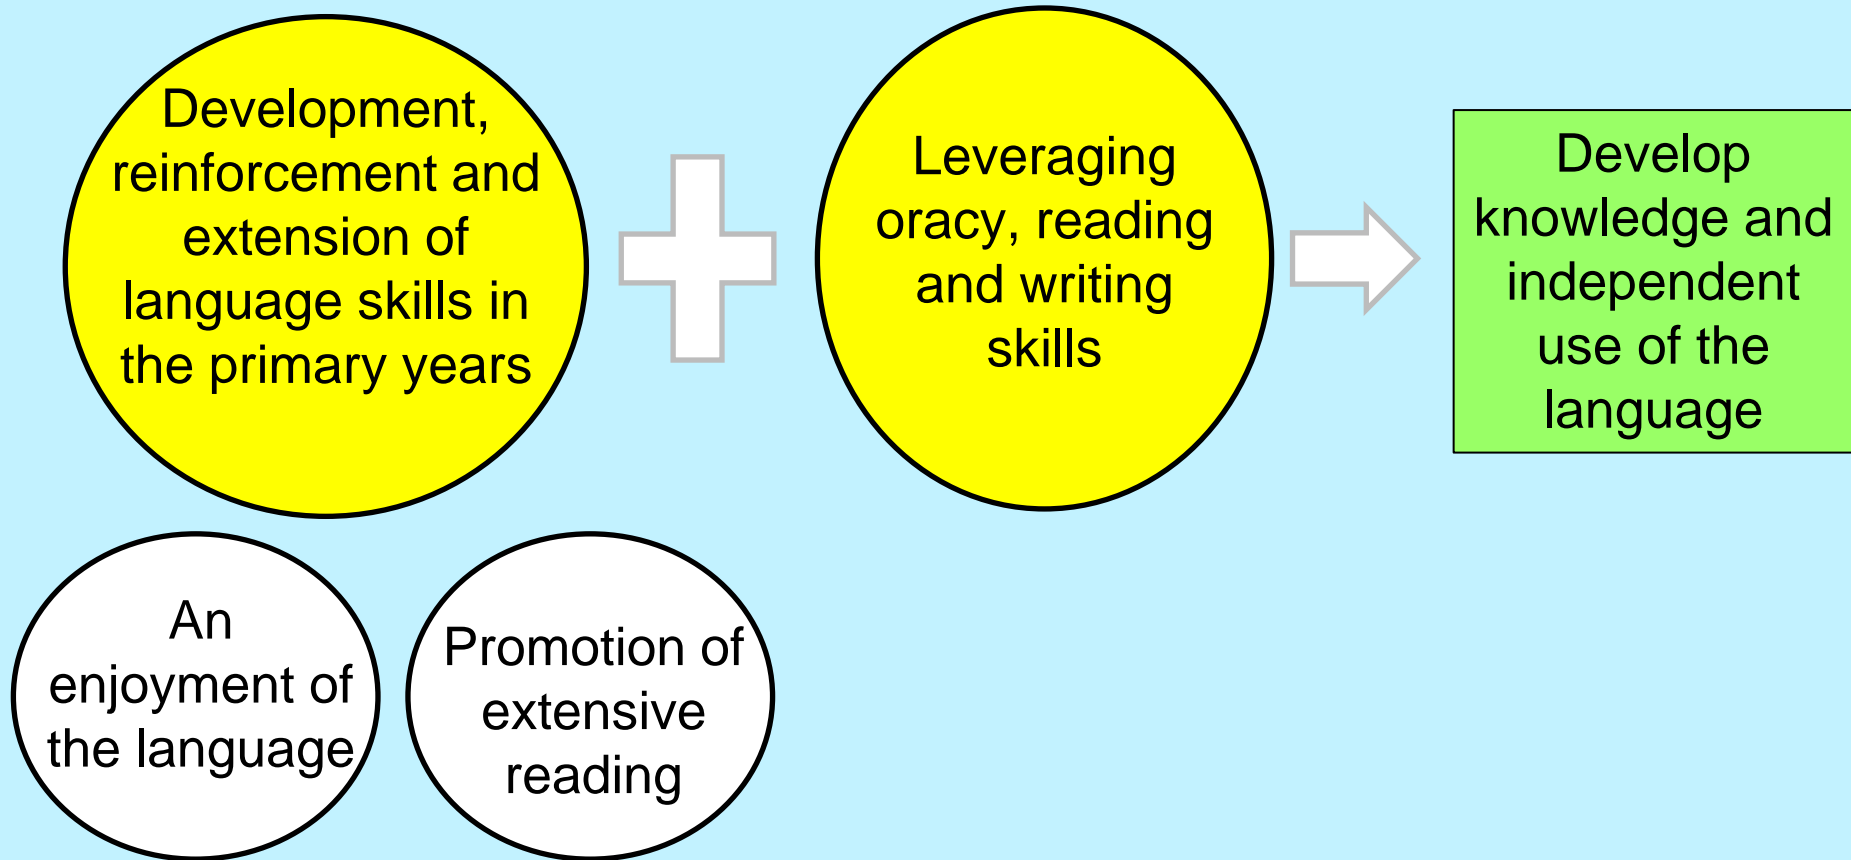 Development,
reinforcement and
extension of
language skills in
the primary years
Leveraging
oracy, reading
and writing
skills
Develop
knowledge and
independent
use of the
language
An
enjoyment of
the language
Promotion of
extensive
reading